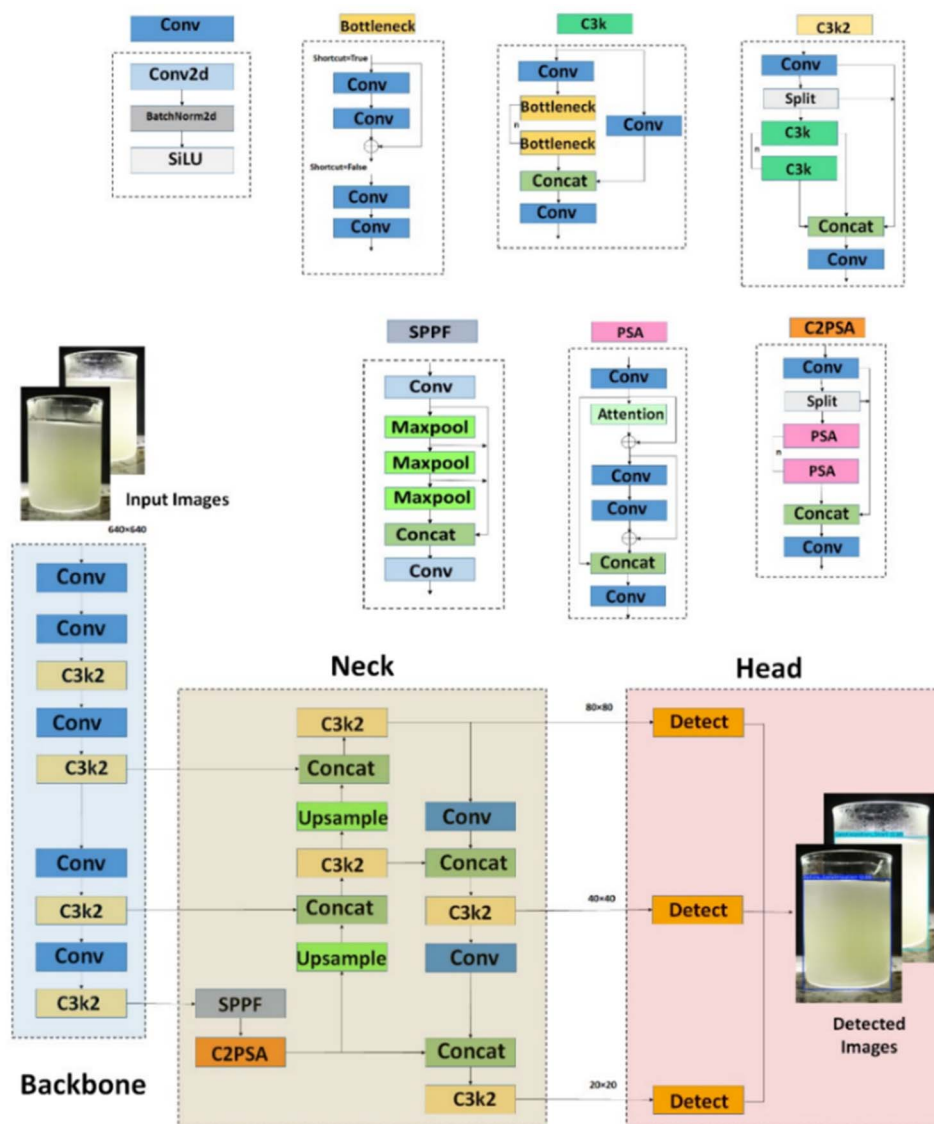 Conv
Conv2d
BatchNorm2d
SiLU
Bottleneck
Shortcut=True
Conv
Conv
Shortcut=False
Conv
Conv
C3k
Conv
Bottleneck
n
Bottleneck
Conv
Concat
Conv
C3k2
Conv
Split
C3k
n
C3k
Concat
Conv
SPPF
Conv
Maxpool
Maxpool
Maxpool
Concat
Conv
PSA
Conv
Attention
Conv
Conv
Concat
Conv
C2PSA
Conv
Split
PSA
n
PSA
Concat
Conv
Input Images
640×640
Conv
Conv
C3k2
Conv
C3k2
Conv
C3k2
Conv
C3k2
Backbone
Neck
C3k2
Concat
Upsample
C3k2
Concat
Upsample
SPPF
C2PSA
Conv
Concat
C3k2
Conv
Concat
C3k2
80×80
40×40
20×20
Head
Detect
Detect
Detect
Detected
Images